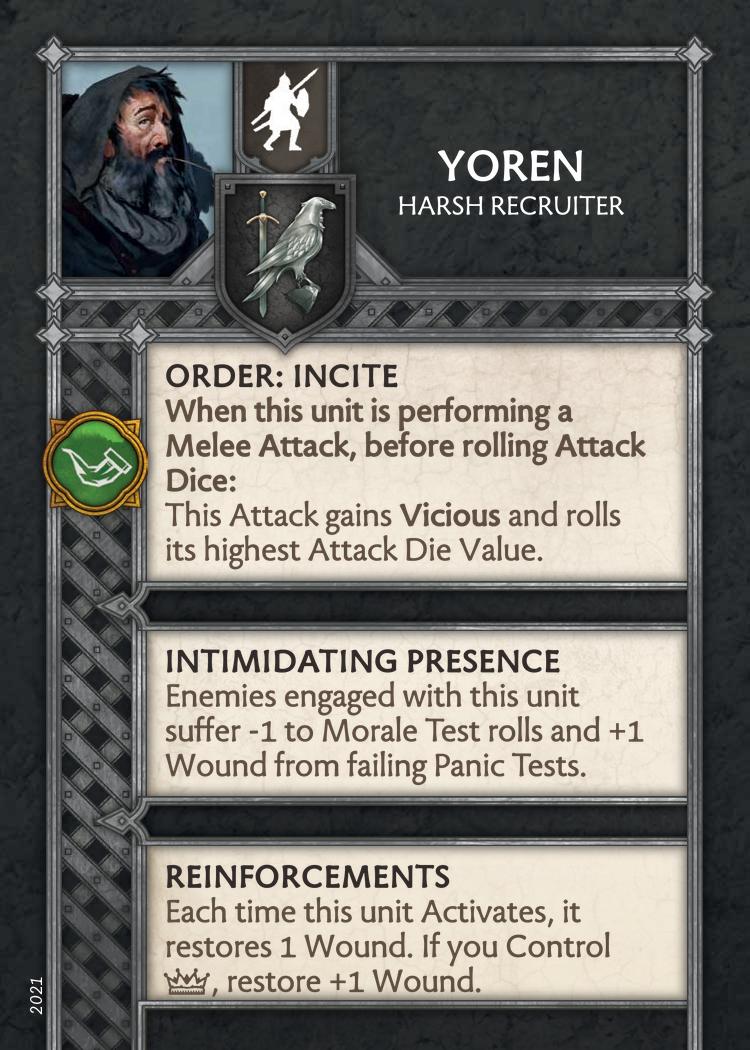 YOREN
HARSH RECRUITER
ORDER: INCITE
When this unit is performing a
Melee Attack, before rolling Attack
Dice:
This Attack gains Vicious and rolls
its highest Attack Die Value.
INTIMIDATING PRESENCE
Enemies engaged with this unit
suffer -1 to Morale Test rolls and +1
Wound from failing Panic Tests.
REINFORCEMENTS
Each time this unit Activates, it
restores 1 Wound. If you Control
, restore +1 Wound.
2021